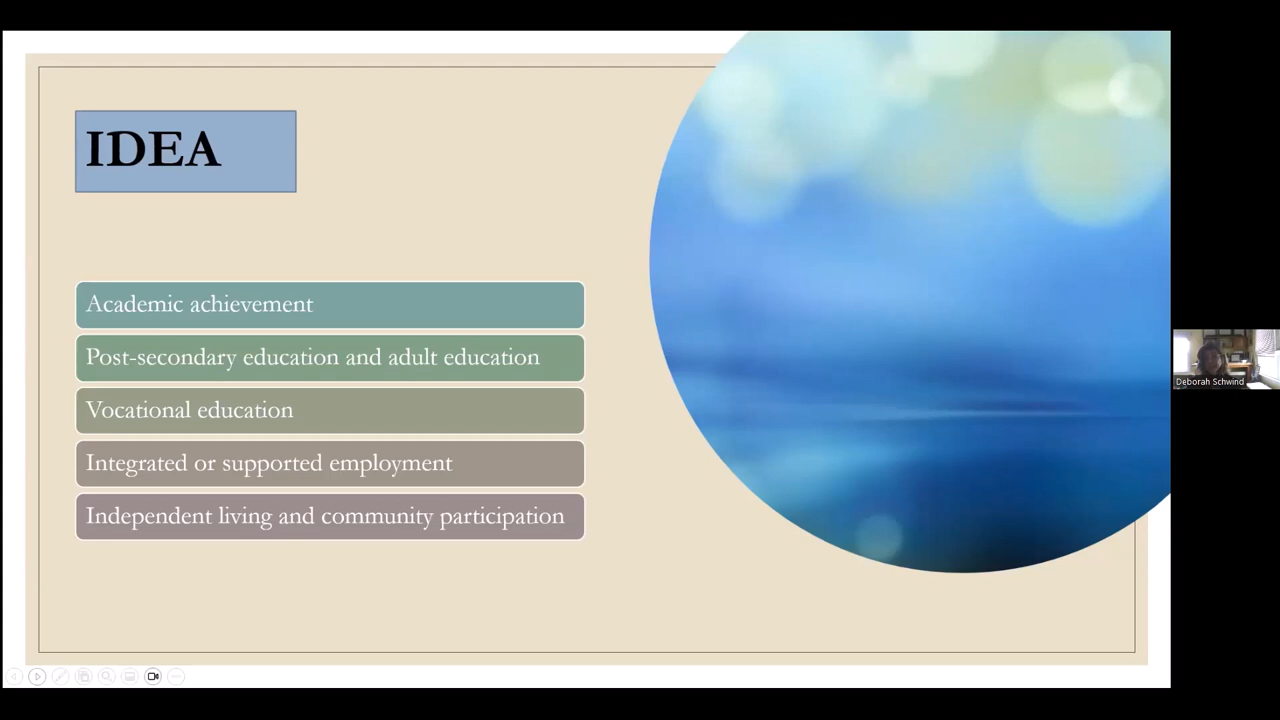 IDEA
Academic achievement
Post-secondary education and adult education
Vocational education
Integrated or supported employment
Independent living and community participation
Deborah Schwind